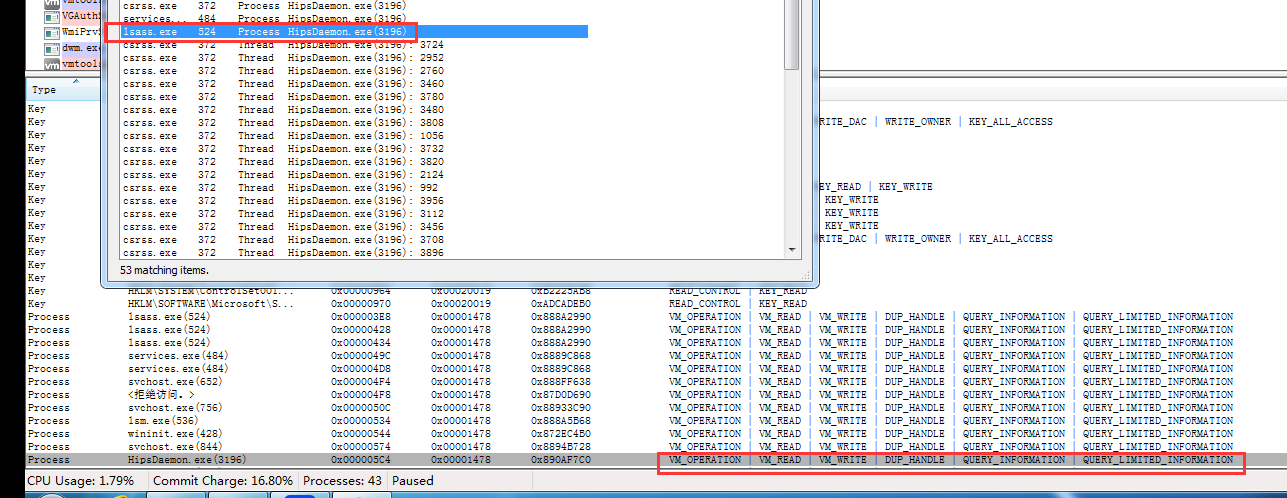 vmtools
VGAuthS
WmiPrvS
dwm.exe
vmtools
csrss.exe 372 Process HipsDaemon.exe(3196)
services... 484 Process HipsDaemon.exe(3196)
lsass.exe 524 Process HipsDaemon.exe(3196)
csrss.exe 372 Thread HipsDaemon.exe(3196): 3724
csrss.exe 372 Thread HipsDaemon.exe(3196): 2952
csrss.exe 372 Thread HipsDaemon.exe(3196): 2760
csrss.exe 372 Thread HipsDaemon.exe(3196): 3460
csrss.exe 372 Thread HipsDaemon.exe(3196): 3780
csrss.exe 372 Thread HipsDaemon.exe(3196): 3480
csrss.exe 372 Thread HipsDaemon.exe(3196): 3808
csrss.exe 372 Thread HipsDaemon.exe(3196): 1056
csrss.exe 372 Thread HipsDaemon.exe(3196): 3732
csrss.exe 372 Thread HipsDaemon.exe(3196): 3820
csrss.exe 372 Thread HipsDaemon.exe(3196): 2124
csrss.exe 372 Thread HipsDaemon.exe(3196): 992
csrss.exe 372 Thread HipsDaemon.exe(3196): 3956
csrss.exe 372 Thread HipsDaemon.exe(3196): 3112
csrss.exe 372 Thread HipsDaemon.exe(3196): 3456
csrss.exe 372 Thread HipsDaemon.exe(3196): 3708
csrss.exe 372 Thread HipsDaemon.exe(3196): 3896
53 matching items.
Type
Key
Key RITE_DAC | WRITE_OWNER | KEY_ALL_ACCESS
Key
Key
Key
Key
Key EY_READ | KEY_WRITE
Key KEY_WRITE
Key KEY_WRITE
Key KEY_WRITE
Key RITE_DAC | WRITE_OWNER | KEY_ALL_ACCESS
Key
Key
Key
Key HKLM\SYSTEM\ControlSet001... 0x00000964 0x00020019 0xB2225AB8 READ_CONTROL | KEY_READ
Key HKLM\SOFTWARE\Microsoft\S... 0x00000970 0x00020019 0xADCADEB0 READ_CONTROL | KEY_READ
Process lsass.exe(524) 0x000003E8 0x00001478 0x888A2990 VM_OPERATION | VM_READ | VM_WRITE | DUP_HANDLE | QUERY_INFORMATION | QUERY_LIMITED_INFORMATION
Process lsass.exe(524) 0x00000428 0x00001478 0x888A2990 VM_OPERATION | VM_READ | VM_WRITE | DUP_HANDLE | QUERY_INFORMATION | QUERY_LIMITED_INFORMATION
Process lsass.exe(524) 0x00000434 0x00001478 0x888A2990 VM_OPERATION | VM_READ | VM_WRITE | DUP_HANDLE | QUERY_INFORMATION | QUERY_LIMITED_INFORMATION
Process services.exe(484) 0x0000049C 0x00001478 0x8889C868 VM_OPERATION | VM_READ | VM_WRITE | DUP_HANDLE | QUERY_INFORMATION | QUERY_LIMITED_INFORMATION
Process services.exe(484) 0x000004D8 0x00001478 0x8889C868 VM_OPERATION | VM_READ | VM_WRITE | DUP_HANDLE | QUERY_INFORMATION | QUERY_LIMITED_INFORMATION
Process svchost.exe(652) 0x000004F4 0x00001478 0x888FF638 VM_OPERATION | VM_READ | VM_WRITE | DUP_HANDLE | QUERY_INFORMATION | QUERY_LIMITED_INFORMATION
Process <拒绝访问。> 0x000004F8 0x00001478 0x87D0D690 VM_OPERATION | VM_READ | VM_WRITE | DUP_HANDLE | QUERY_INFORMATION | QUERY_LIMITED_INFORMATION
Process svchost.exe(756) 0x0000050C 0x00001478 0x88933C90 VM_OPERATION | VM_READ | VM_WRITE | DUP_HANDLE | QUERY_INFORMATION | QUERY_LIMITED_INFORMATION
Process lsm.exe(536) 0x00000534 0x00001478 0x888A5B68 VM_OPERATION | VM_READ | VM_WRITE | DUP_HANDLE | QUERY_INFORMATION | QUERY_LIMITED_INFORMATION
Process wininit.exe(428) 0x00000544 0x00001478 0x872EC4B0 VM_OPERATION | VM_READ | VM_WRITE | DUP_HANDLE | QUERY_INFORMATION | QUERY_LIMITED_INFORMATION
Process svchost.exe(844) 0x00000574 0x00001478 0x8894B728 VM_OPERATION | VM_READ | VM_WRITE | DUP_HANDLE | QUERY_INFORMATION | QUERY_LIMITED_INFORMATION
Process HipsDaemon.exe(3196) 0x000005C4 0x00001478 0x890AF7C0 VM_OPERATION | VM_READ | VM_WRITE | DUP_HANDLE | QUERY_INFORMATION | QUERY_LIMITED_INFORMATION
CPU Usage: 1.79% Commit Charge: 16.80% Processes: 43 Paused